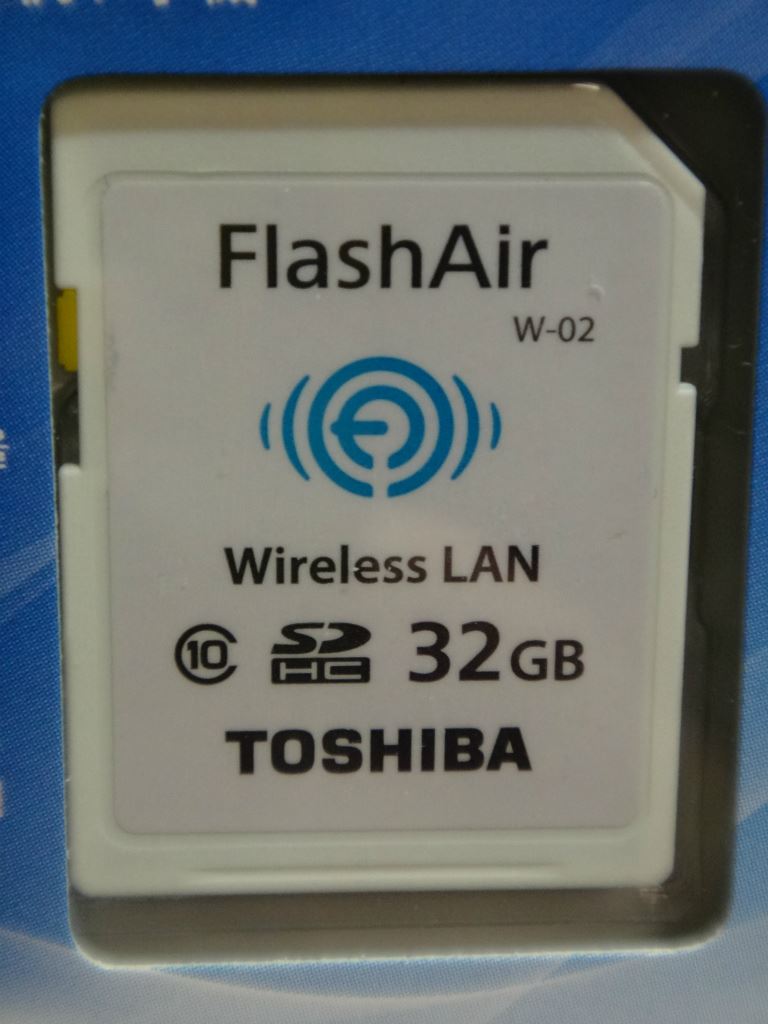 FlashAir
W-02
Wireless LAN
10 SD HC 32GB
TOSHIBA